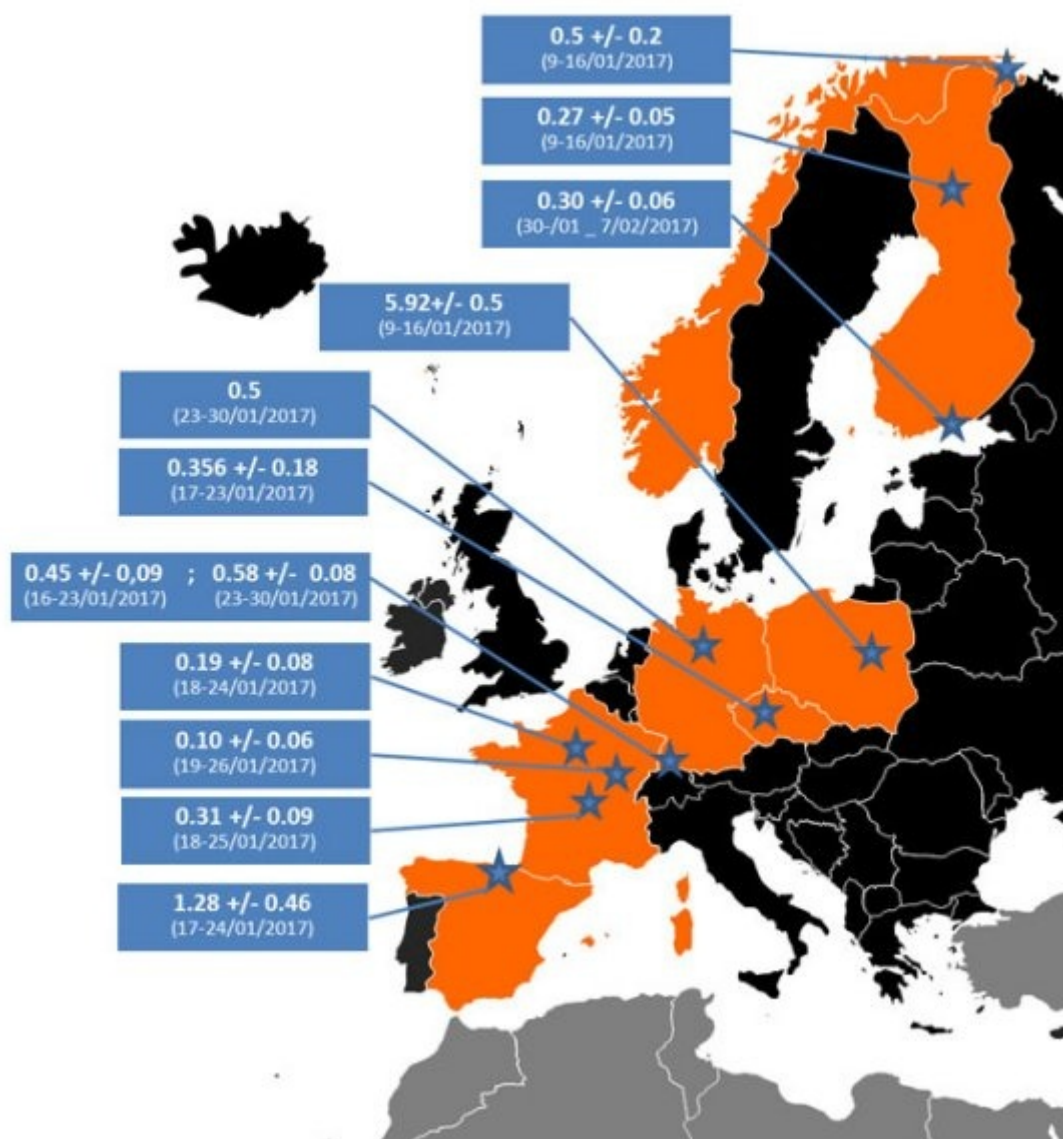 0.5 +/- 0.2
(9-16/01/2017)
0.27 +/- 0.05
(9-16/01/2017)
0.30 +/- 0.06
(30-/01 _ 7/02/2017)
5.92+/- 0.5
(9-16/01/2017)
0.5
(23-30/01/2017)
0.356 +/- 0.18
(17-23/01/2017)
0.45 +/- 0,09 ; 0.58 +/- 0.08
(16-23/01/2017) (23-30/01/2017)
0.19 +/- 0.08
(18-24/01/2017)
0.10 +/- 0.06
(19-26/01/2017)
0.31 +/- 0.09
(18-25/01/2017)
1.28 +/- 0.46
(17-24/01/2017)